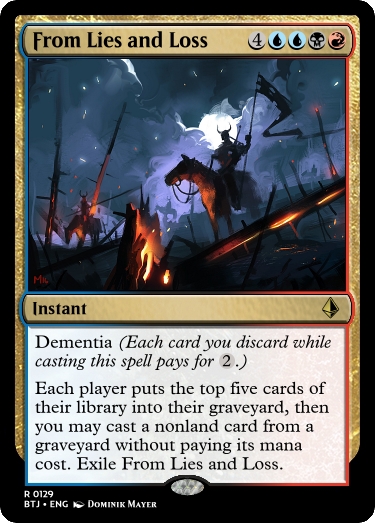 From Lies and Loss 4
Instant
Dementia (Each card you discard while
casting this spell pays for 2.)
Each player puts the top five cards of
their library into their graveyard, then
you may cast a nonland card from a
graveyard without paying its mana
cost. Exile From Lies and Loss.
R 0129
BTJ • ENG Dominik Mayer